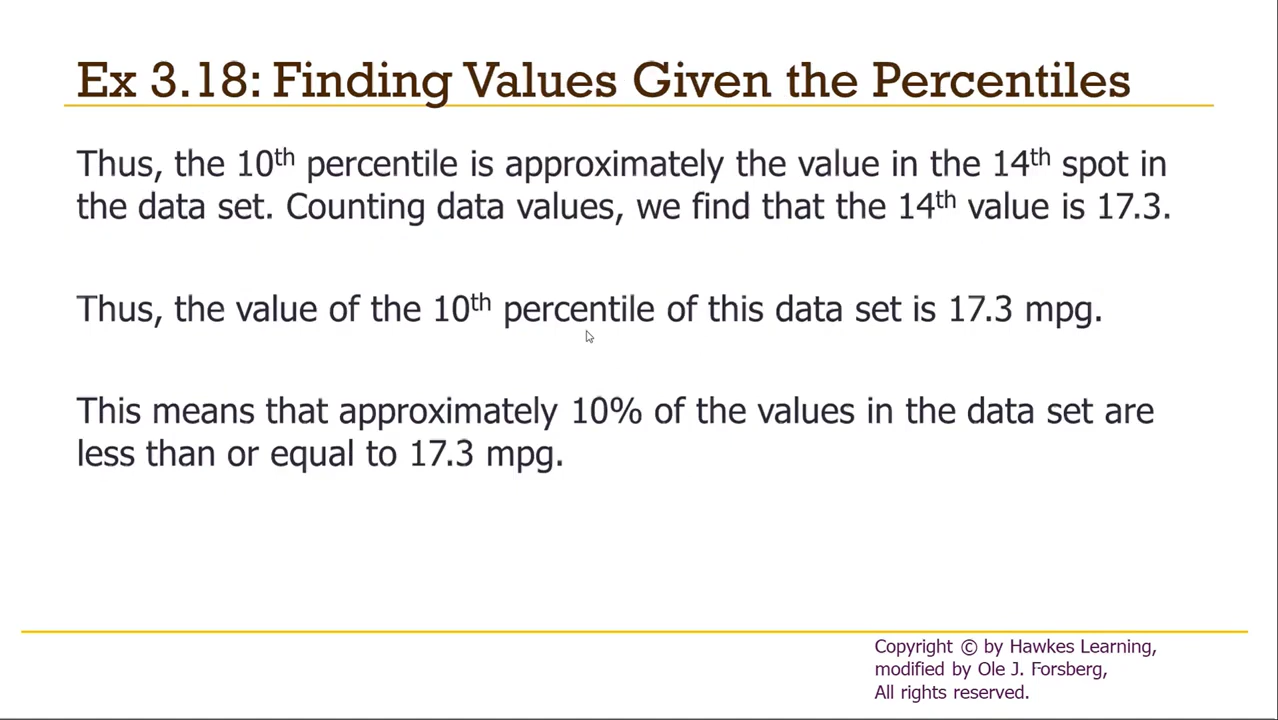 Ex 3.18: Finding Values Given the Percentiles
Thus, the 10th percentile is approximately the value in the 14th spot in
the data set. Counting data values, we find that the 14th value is 17.3.
Thus, the value of the 10th percentile of this data set is 17.3 mpg.
This means that approximately 10% of the values in the data set are
less than or equal to 17.3 mpg.
Copyright © by Hawkes Learning,
modified by Ole J. Forsberg,
All rights reserved.